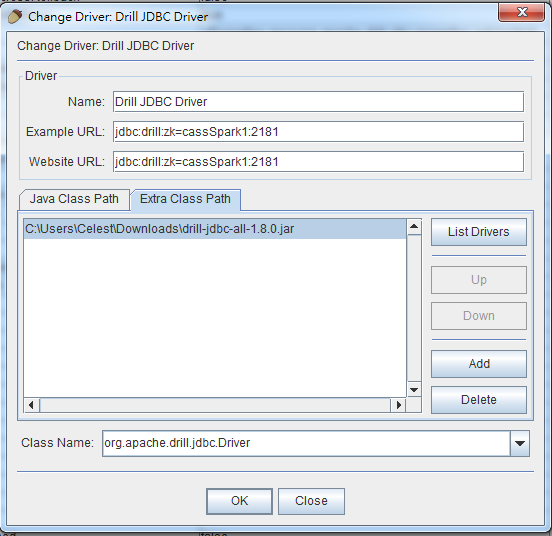 Change Driver: Drill JDBC Driver
Change Driver: Drill JDBC Driver
Driver
Name: Drill JDBC Driver
Example URL: jdbc:drill:zk=cassSpark1:2181
Website URL: jdbc:drill:zk=cassSpark1:2181
Java Class Path Extra Class Path
C:\Users\Celest\Downloads\drill-jdbc-all-1.8.0.jar
List Drivers
Up
Down
Add
Delete
Class Name: org.apache.drill.jdbc.Driver
OK Close